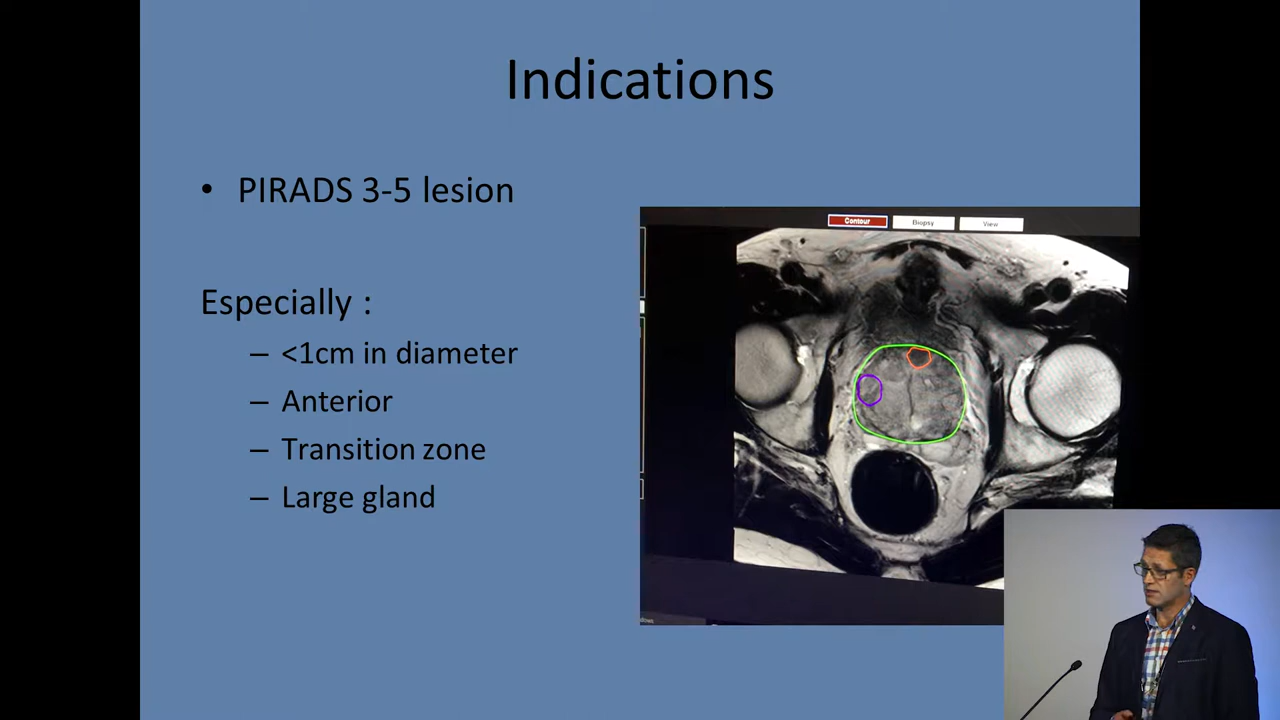 Indications
• PIRADS 3-5 lesion
Especially :
– <1cm in diameter
– Anterior
– Transition zone
– Large gland
Contour
Biopsy
View